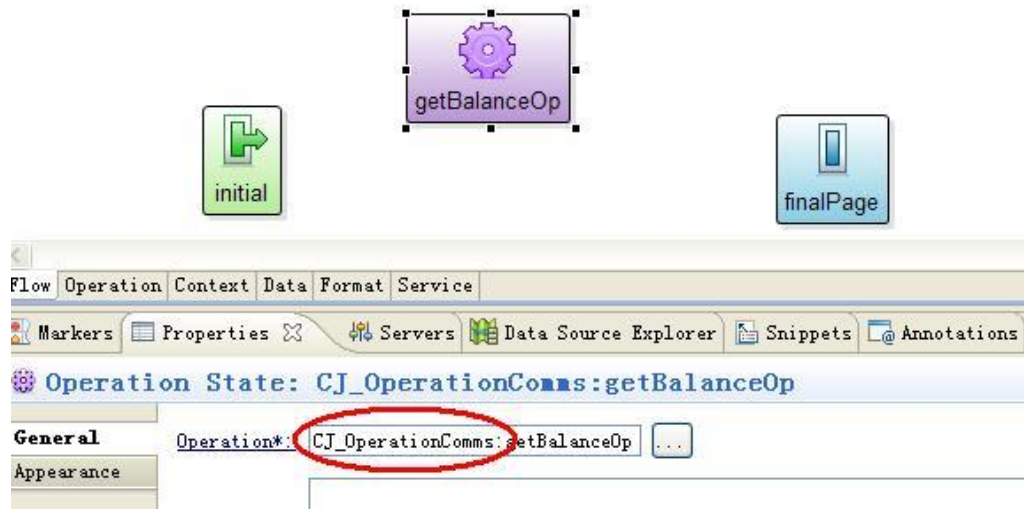 getBalanceOp
initial
finalPage
Flow Operation Context Data Format Service
Markers Properties Servers Data Source Explorer Snippets Annotations
Operation State: CJ_OperationComms:getBalanceOp
General
Operation*: CJ_OperationComms:getBalanceOp ...
Appearance